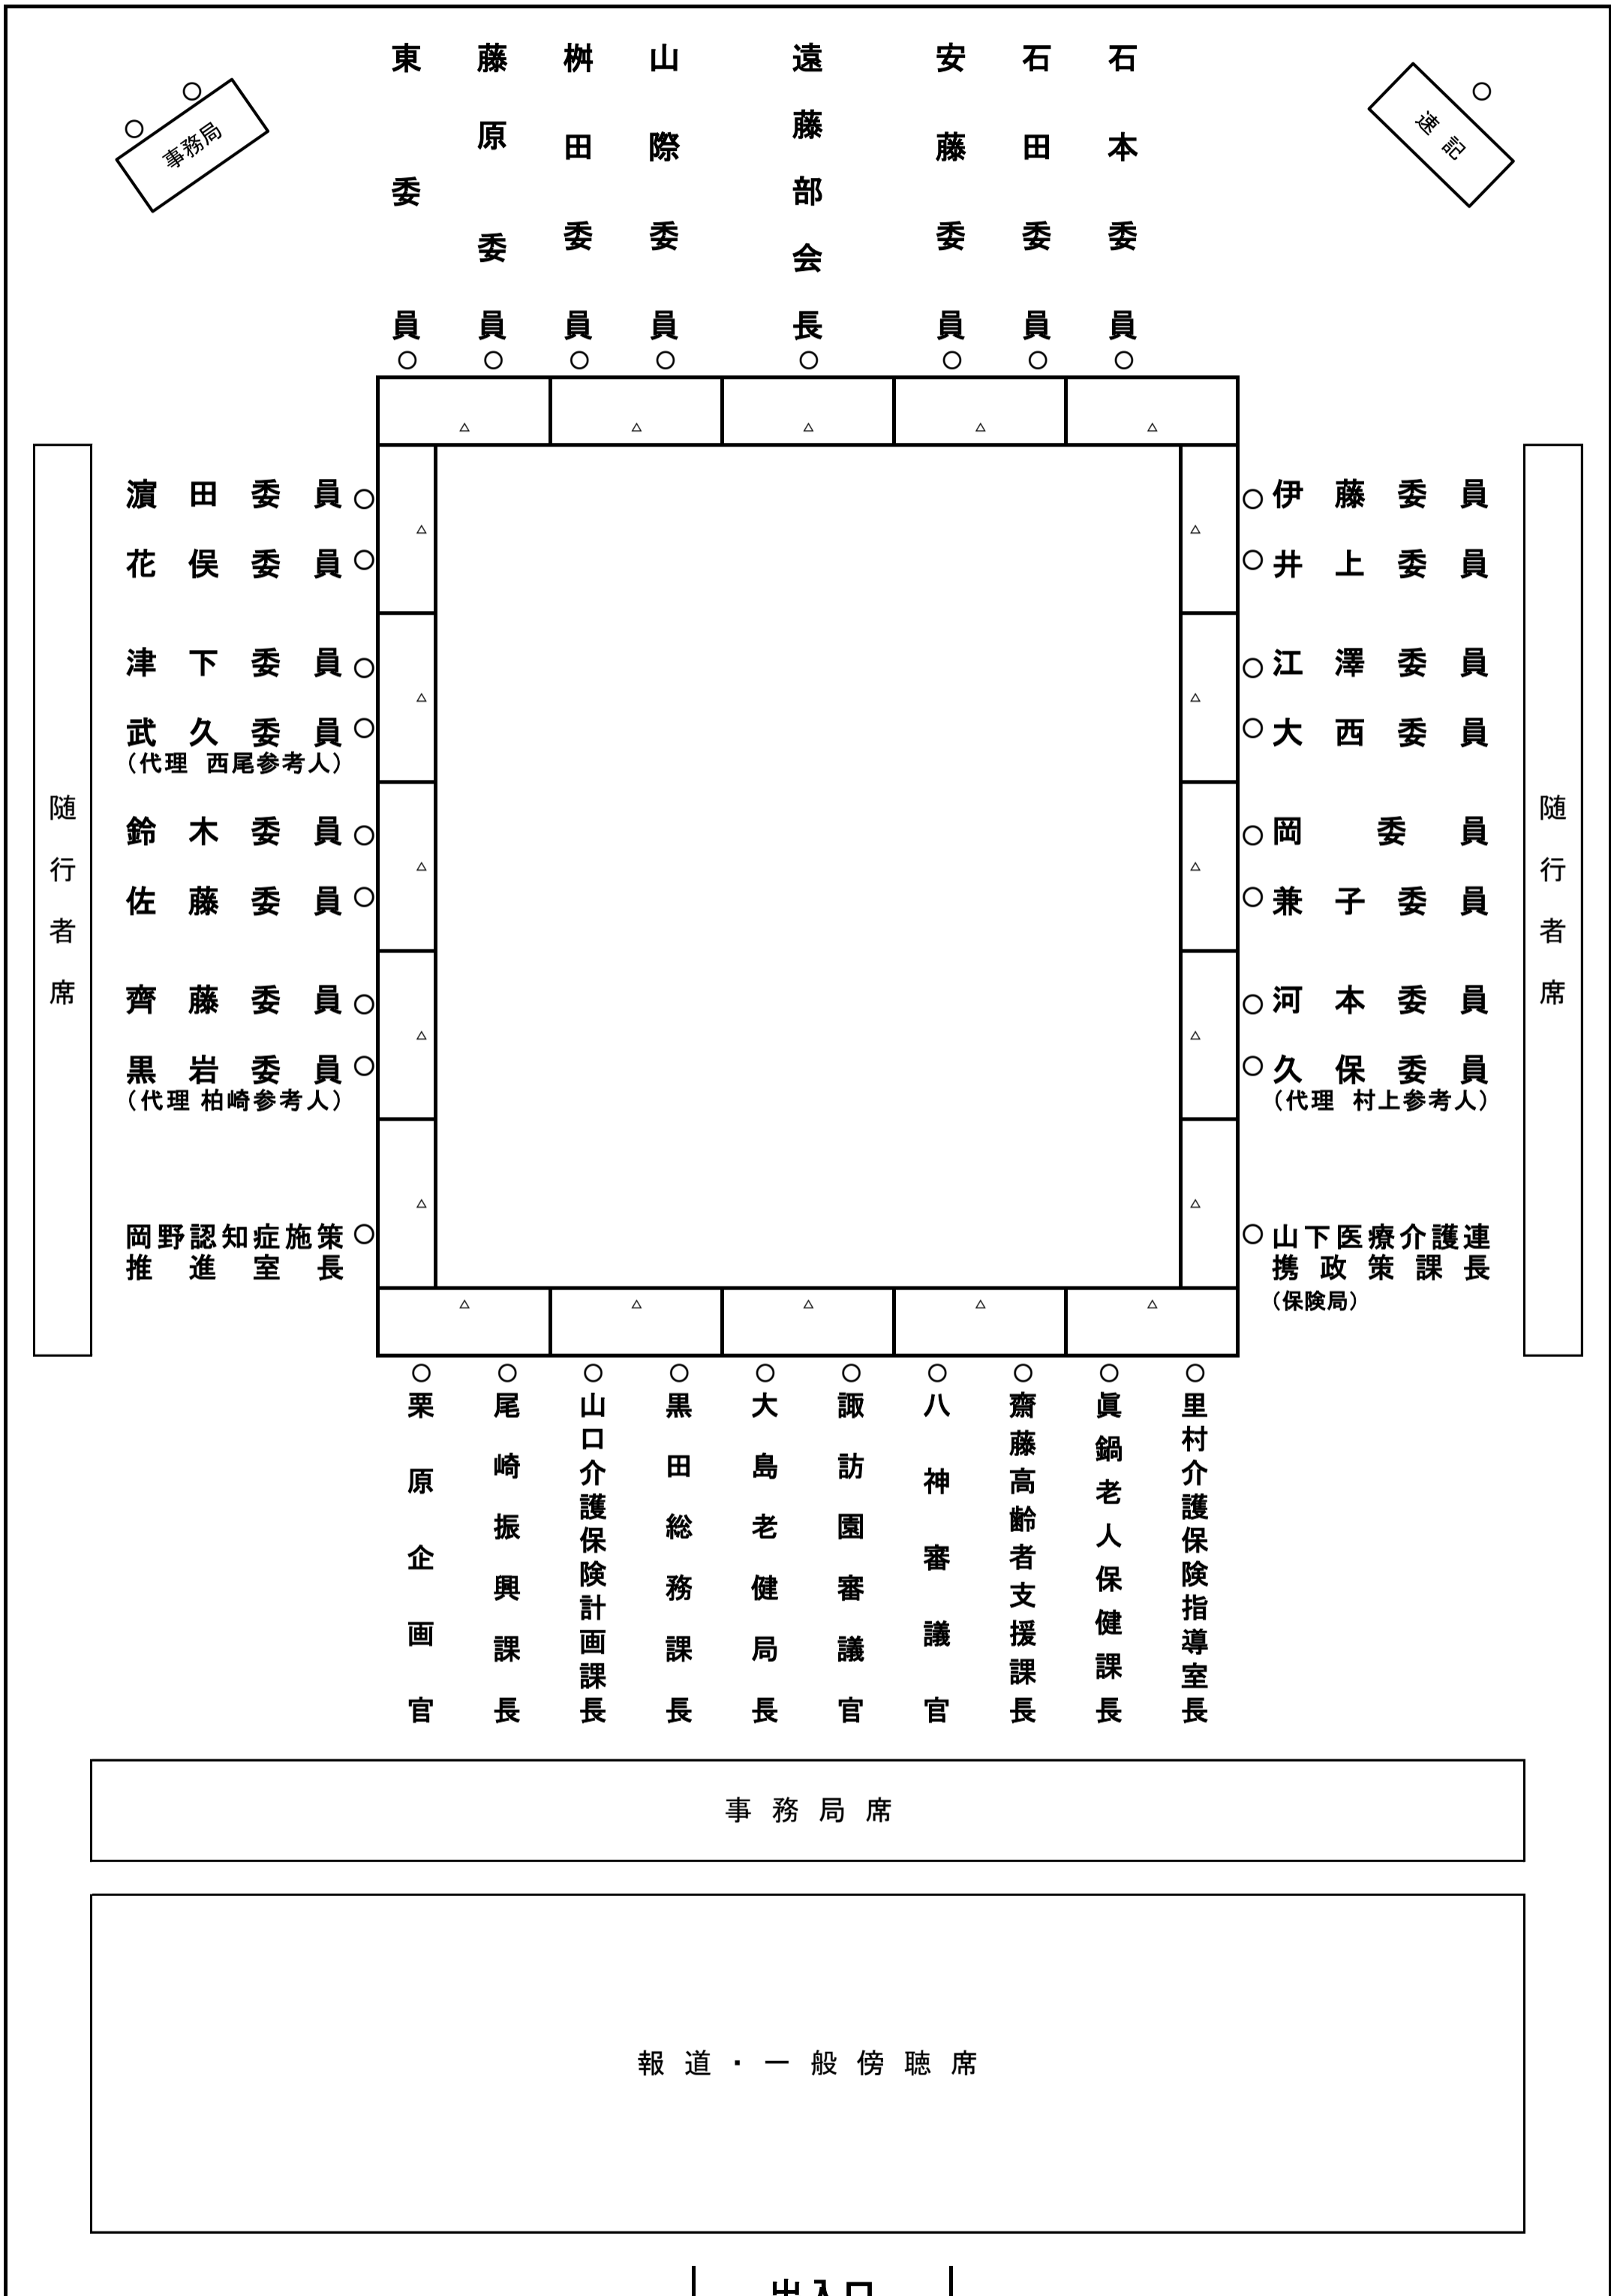 事務局
東委員
藤原委員
桝田委員
山際委員
遠藤部会長
安藤委員
石田委員
石本委員
速記
随行者席
濵田委員
花俣委員
津下委員
武久委員
（代理 西尾参考人）
鈴木委員
佐藤委員
齊藤委員
黒岩委員
（代理 柏崎参考人）
岡野認知症施策
推進室長
伊藤委員
井上委員
江澤委員
大西委員
岡委員
兼子委員
河本委員
久保委員
（代理 村上参考人）
山下医療介護連
携政策課長
（保険局）
随行者席
栗原企画官
尾崎振興課長
山口介護保険計画課長
黒田総務課長
大島老健局長
諏訪園審議官
八神審議官
齋藤高齢者支援課長
眞鍋老人保健課長
里村介護保険指導室長
事務局席
報道・一般傍聴席
出入口